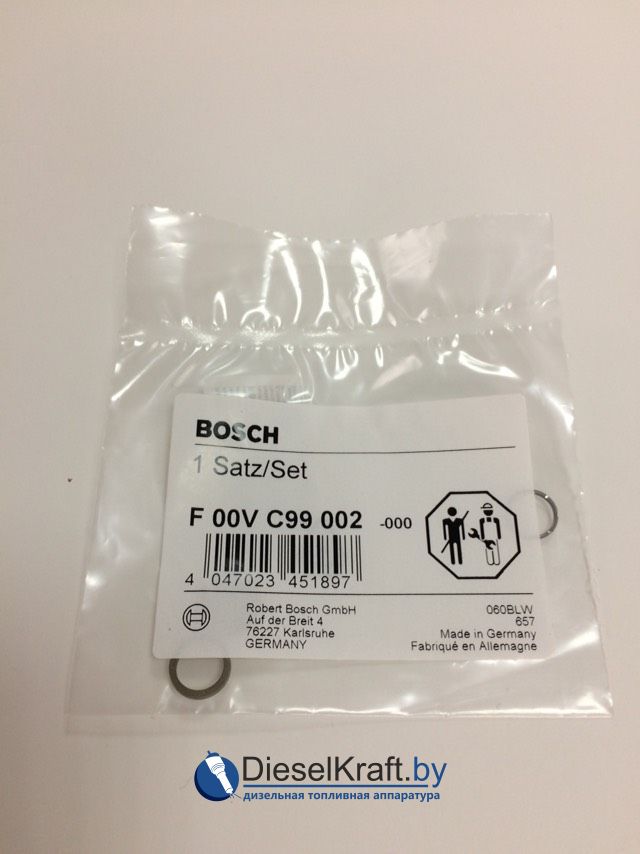 BOSCH
1 Satz/Set
F 00V C99 002 -000
4 047023 451897
Robert Bosch GmbH
Auf der Breit 4
76227 Karlsruhe
GERMANY
060BLW
657
Made in Germany
Fabriqué en Allemagne
DieselKraft.by
дизельная топливная аппаратура